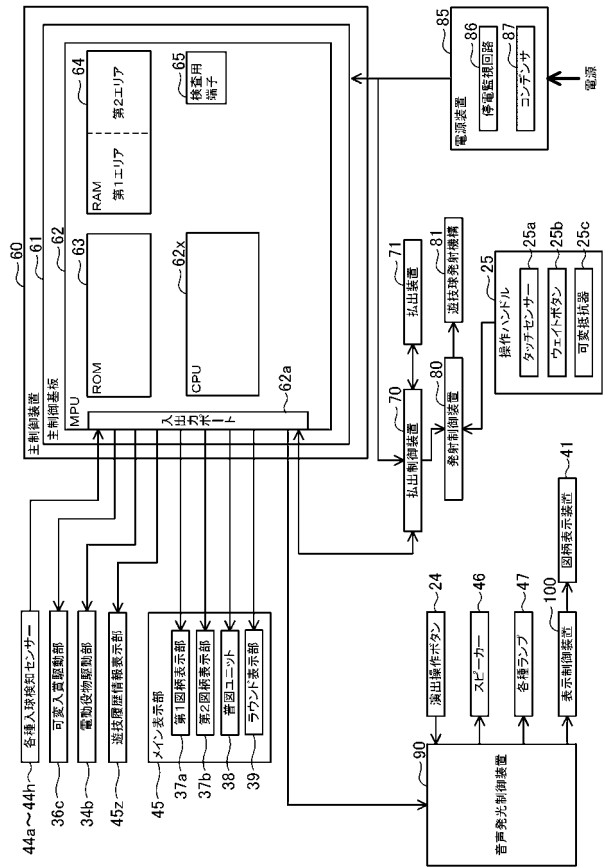 60
主制御装置
61
主制御基板
62
MPU
63
ROM
64
RAM
第1エリア
第2エリア
65
検査用端子
62x
CPU
62a
入出力ポート
44a～44h
各種入球検知センサー
36c
可変入賞駆動部
34b
電動役物駆動部
45z
遊技履歴情報表示部
45
メイン表示部
37a
第1図柄表示部
37b
第2図柄表示部
38
普図ユニット
39
ラウンド表示部
70
払出制御装置
71
払出装置
80
発射制御装置
81
遊技球発射機構
25
操作ハンドル
25a
タッチセンサー
25b
ウェイトボタン
25c
可変抵抗器
85
電源装置
86
停電監視回路
87
コンデンサ
電源
90
音声発光制御装置
24
演出操作ボタン
46
スピーカー
47
各種ランプ
100
表示制御装置
41
図柄表示装置